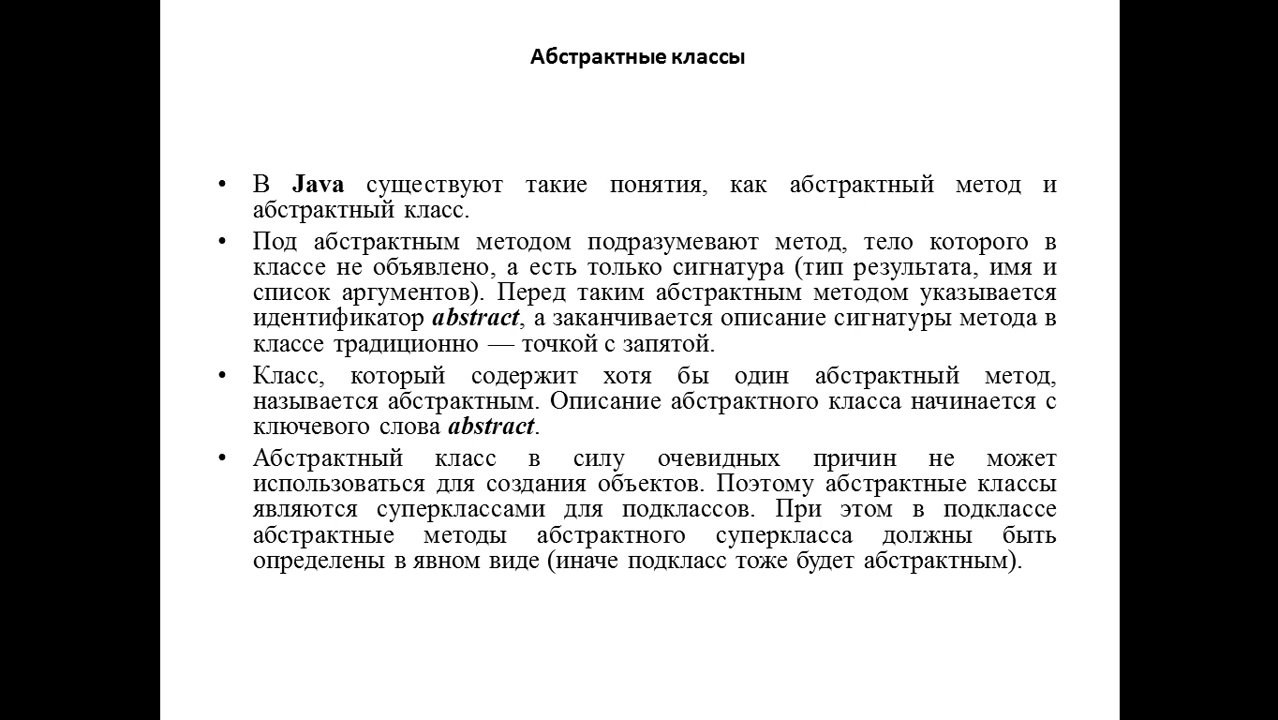 Абстрактные классы
• В Java существуют такие понятия, как абстрактный метод и
абстрактный класс.
• Под абстрактным методом подразумевают метод, тело которого в
классе не объявлено, а есть только сигнатура (тип результата, имя и
список аргументов). Перед таким абстрактным методом указывается
идентификатор abstract, а заканчивается описание сигнатуры метода в
классе традиционно — точкой с запятой.
• Класс, который содержит хотя бы один абстрактный метод,
называется абстрактным. Описание абстрактного класса начинается с
ключевого слова abstract.
• Абстрактный класс в силу очевидных причин не может
использоваться для создания объектов. Поэтому абстрактные классы
являются суперклассами для подклассов. При этом в подклассе
абстрактные методы абстрактного суперкласса должны быть
определены в явном виде (иначе подкласс тоже будет абстрактным).